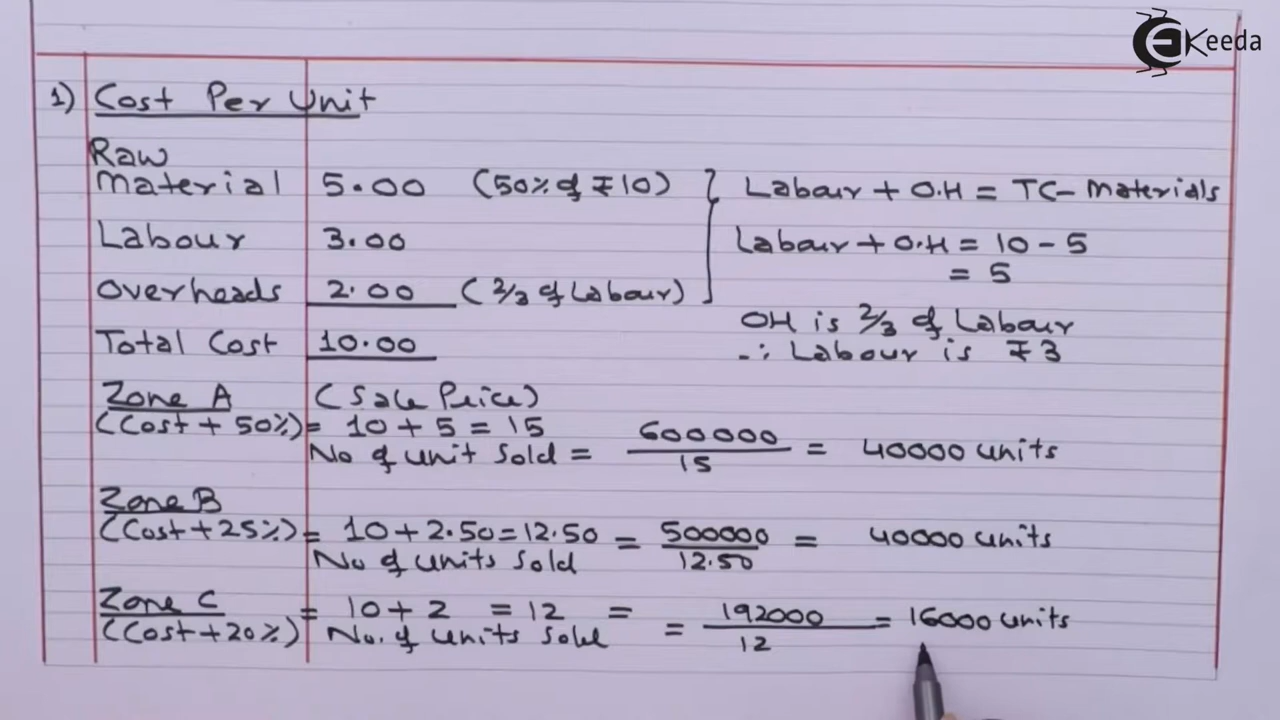 Keeda
1) Cost Per Unit
Raw
Material 5.00 (50% of ₹10) Labour + O.H = TC - Materials
Labour 3.00 Labour + O.H = 10 - 5
= 5
Overheads 2.00 (2/3 of Labour)
OH is 2/3 of Labour
Total Cost 10.00 ∴ Labour is ₹3
Zone A (Sale Price)
(Cost + 50%) = 10 + 5 = 15
No of unit Sold = 600000 / 15 = 40000 units
Zone B
(Cost + 25%) = 10 + 2.50 = 12.50 = 500000 / 12.50 = 40000 units
No of units Sold
Zone C = 10 + 2 = 12 = = 192000 / 12 = 16000 units
(Cost + 20%) No. of units sold